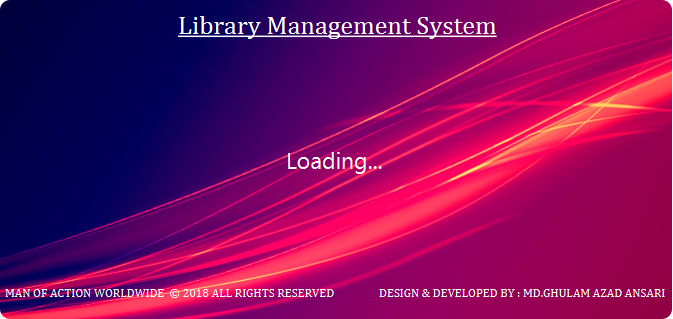 Library Management System
Loading...
MAN OF ACTION WORLDWIDE © 2018 ALL RIGHTS RESERVED
DESIGN & DEVELOPED BY : MD.GHULAM AZAD ANSARI